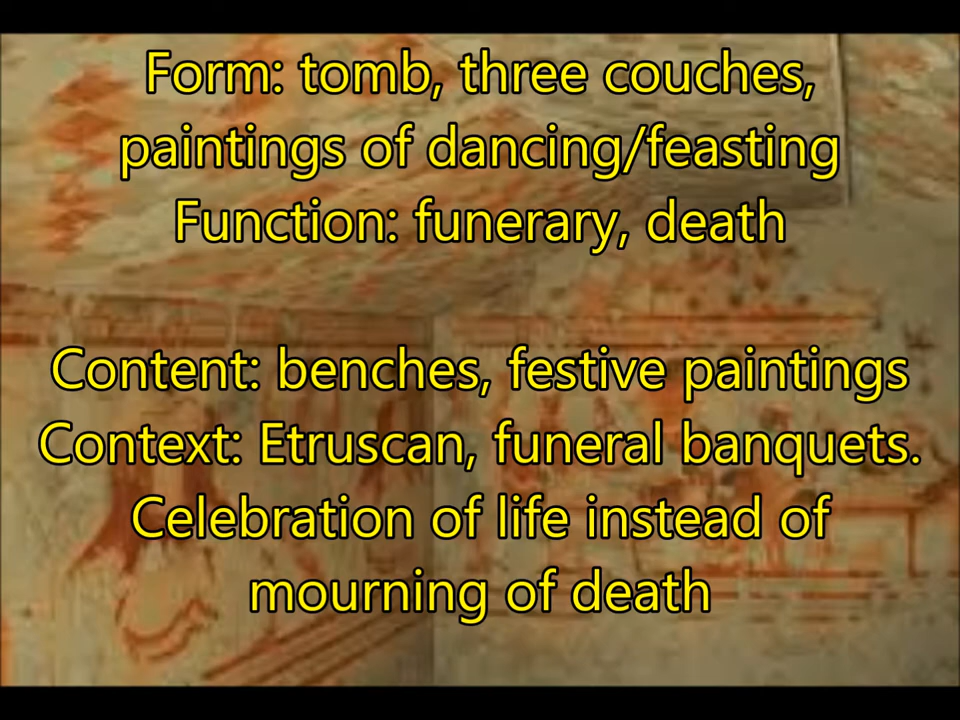 Form: tomb, three couches,
paintings of dancing/feasting
Function: funerary, death
Content: benches, festive paintings
Context: Etruscan, funeral banquets.
Celebration of life instead of
mourning of death